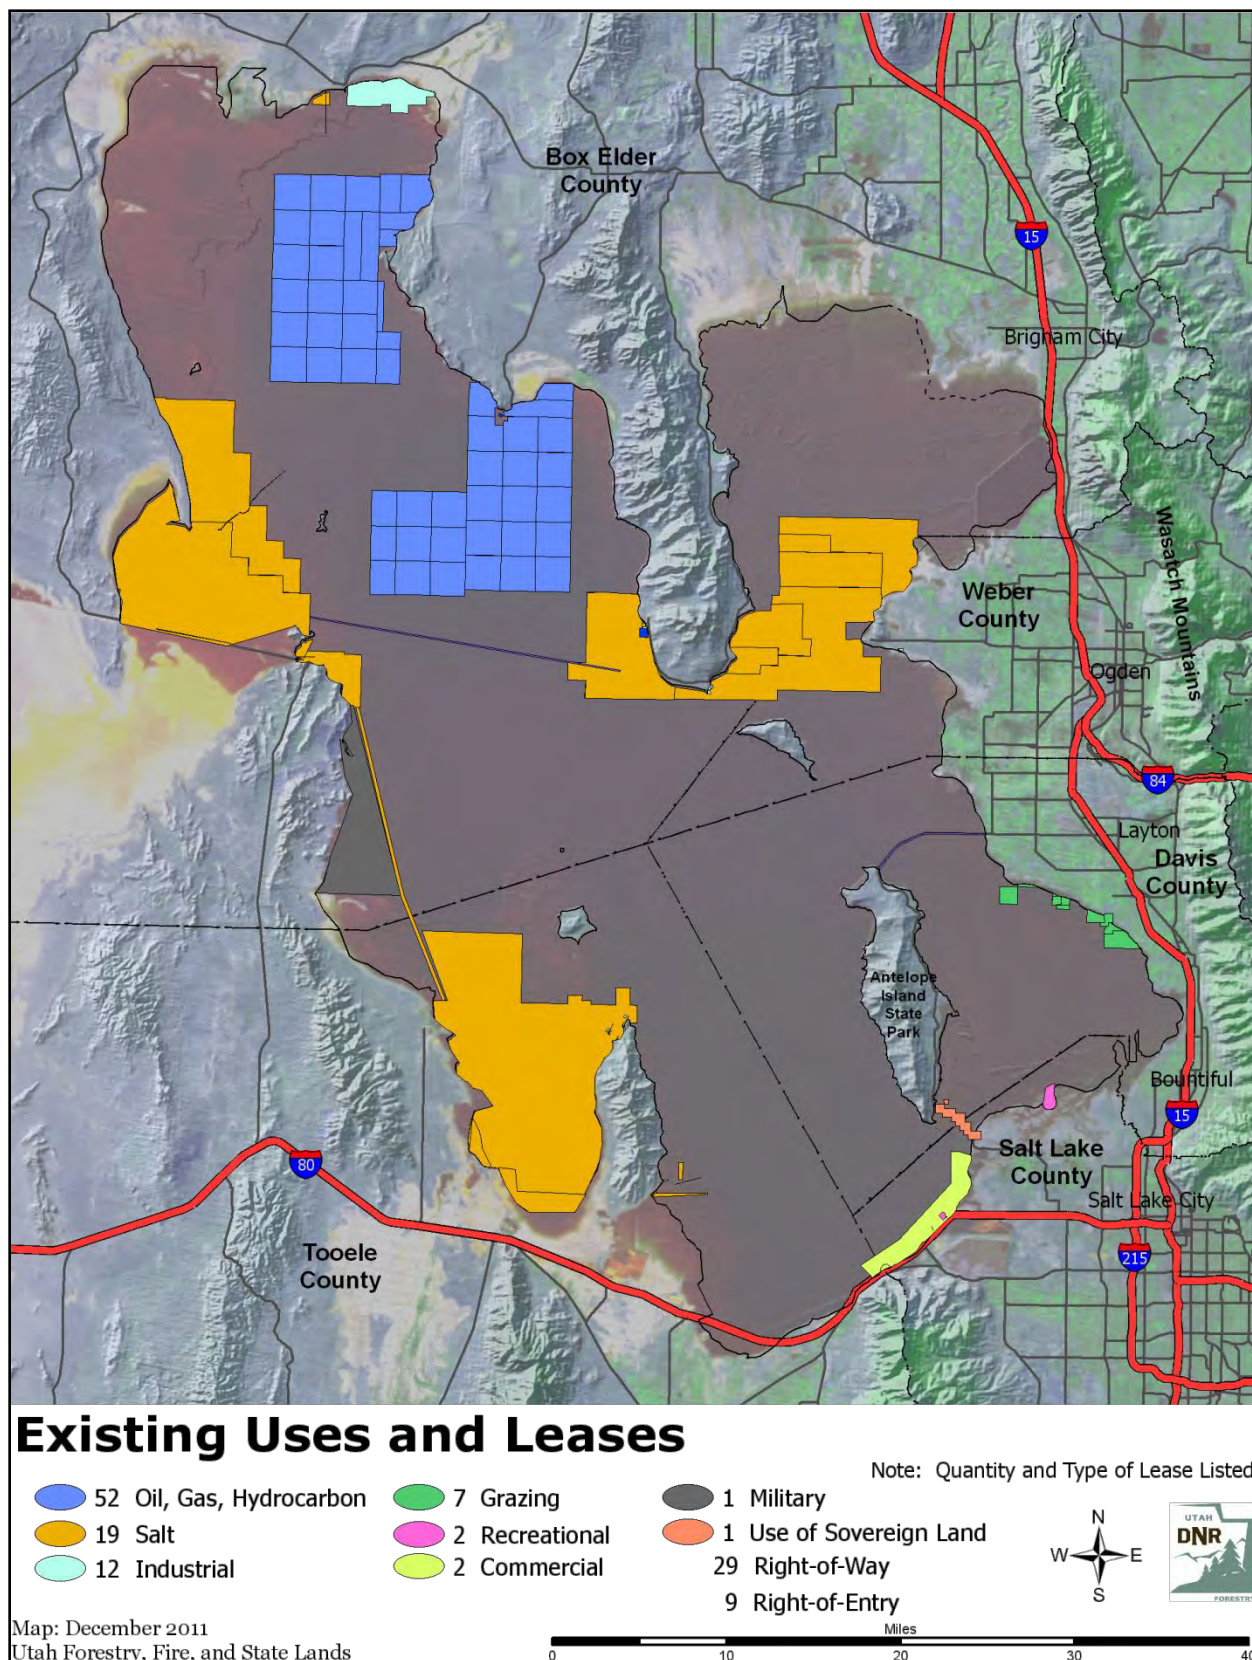 Box Elder
County
15
Brigham City
Wasatch Mountains
Weber
County
Ogden
84
Layton
Davis
County
Antelope
Island
State
Park
Bountiful
15
Salt Lake
County
80
Salt Lake City
Tooele
County
215
Existing Uses and Leases
Note: Quantity and Type of Lease Listed
52 Oil, Gas, Hydrocarbon
19 Salt
12 Industrial
7 Grazing
2 Recreational
2 Commercial
1 Military
1 Use of Sovereign Land
29 Right-of-Way
9 Right-of-Entry
N
W E
S
UTAH
DNR
FORESTRY
Map: December 2011
Utah Forestry, Fire, and State Lands
Miles
0 10 20 30 40